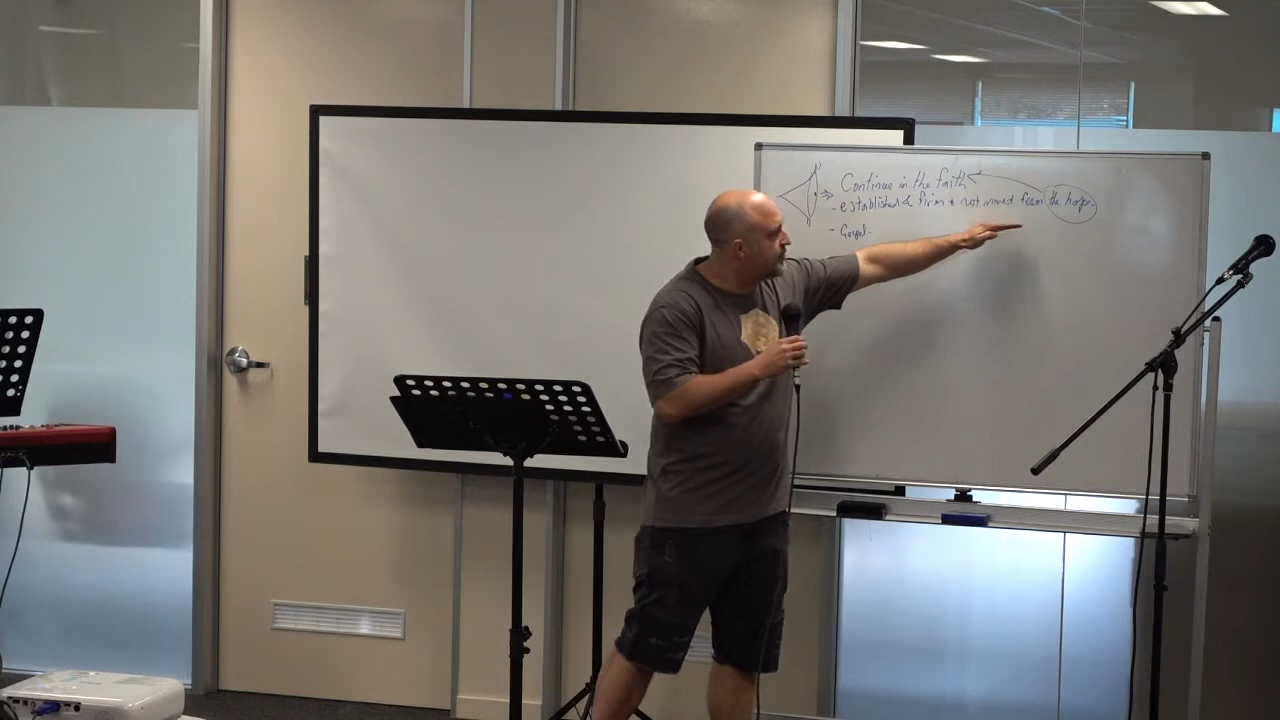 Continue in the faith
- established & firm + not moved from the hope.
- Gospel.